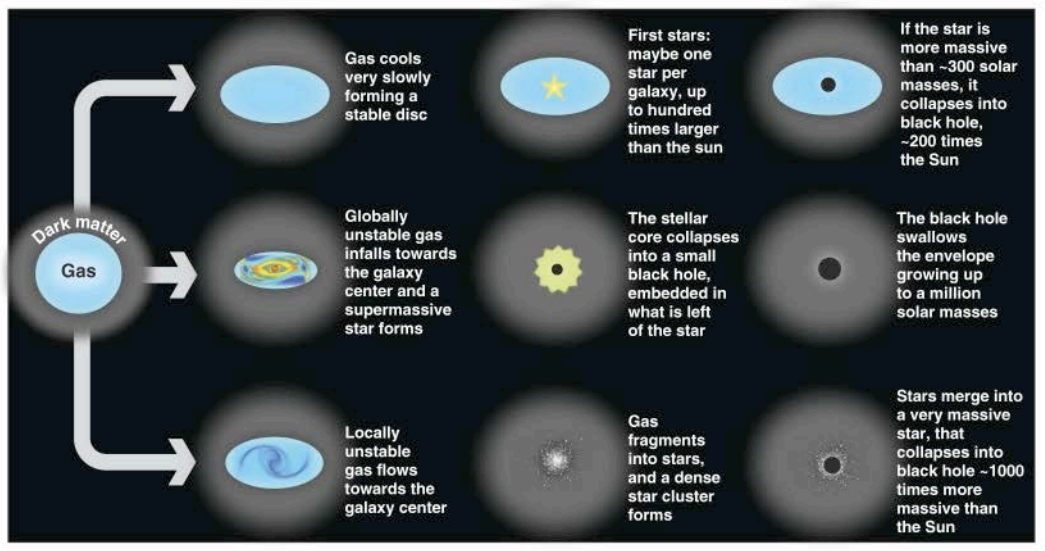 Gas cools
very slowly
forming a
stable disc
First stars:
maybe one
star per
galaxy, up
to hundred
times larger
than the sun
If the star is
more massive
than ~300 solar
masses, it
collapses into
black hole,
~200 times
the Sun
Dark matter
Gas
Globally
unstable gas
infalls towards
the galaxy
center and a
supermassive
star forms
The stellar
core collapses
into a small
black hole,
embedded in
what is left
of the star
The black hole
swallows
the envelope
growing up
to a million
solar masses
Locally
unstable
gas flows
towards the
galaxy center
Gas
fragments
into stars,
and a dense
star cluster
forms
Stars merge into
a very massive
star, that
collapses into
black hole ~1000
times more
massive than
the Sun